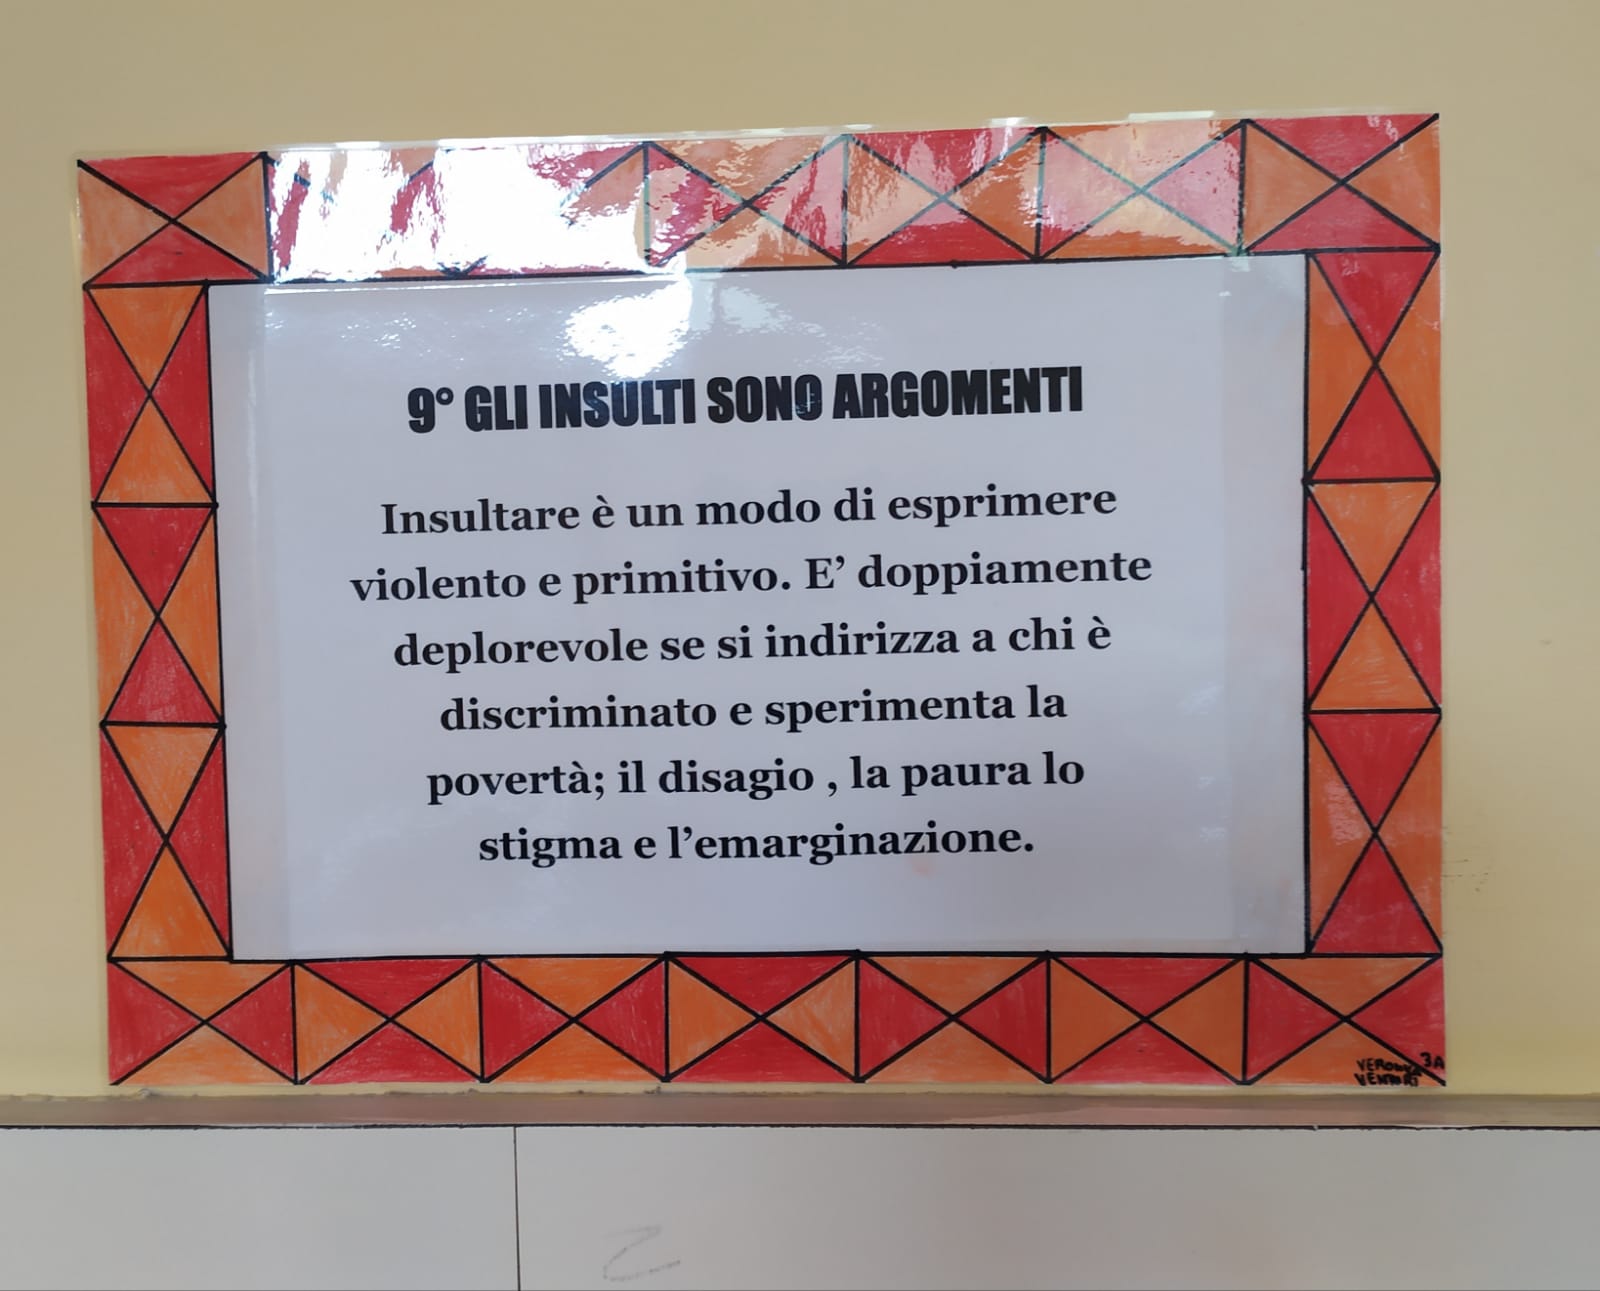 9° GLI INSULTI SONO ARGOMENTI
Insultare è un modo di esprimere
violento e primitivo. E’ doppiamente
deplorevole se si indirizza a chi è
discriminato e sperimenta la
povertà; il disagio , la paura lo
stigma e l’emarginazione.
3A